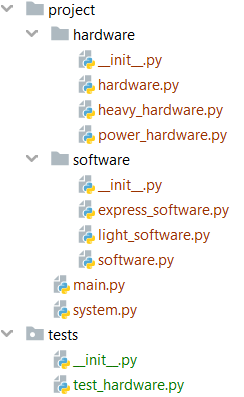 project
hardware
__init__.py
hardware.py
heavy_hardware.py
power_hardware.py
software
__init__.py
express_software.py
light_software.py
software.py
main.py
system.py
tests
__init__.py
test_hardware.py